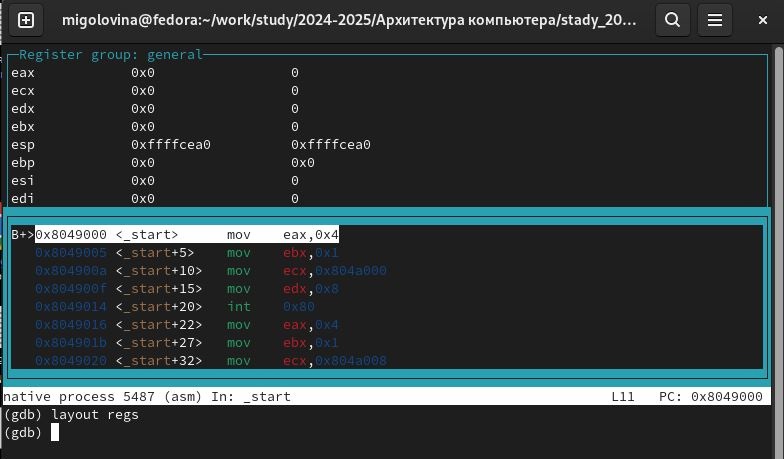 migolovina@fedora:~/work/study/2024-2025/Архитектура компьютера/stady_20...
Register group: general
eax 0x0 0
ecx 0x0 0
edx 0x0 0
ebx 0x0 0
esp 0xffffcea0 0xffffcea0
ebp 0x0 0x0
esi 0x0 0
edi 0x0 0
B+>0x8049000 <_start> mov eax,0x4
0x8049005 <_start+5> mov ebx,0x1
0x804900a <_start+10> mov ecx,0x804a000
0x804900f <_start+15> mov edx,0x8
0x8049014 <_start+20> int 0x80
0x8049016 <_start+22> mov eax,0x4
0x804901b <_start+27> mov ebx,0x1
0x8049020 <_start+32> mov ecx,0x804a008
native process 5487 (asm) In: _start L11 PC: 0x8049000
(gdb) layout regs
(gdb)